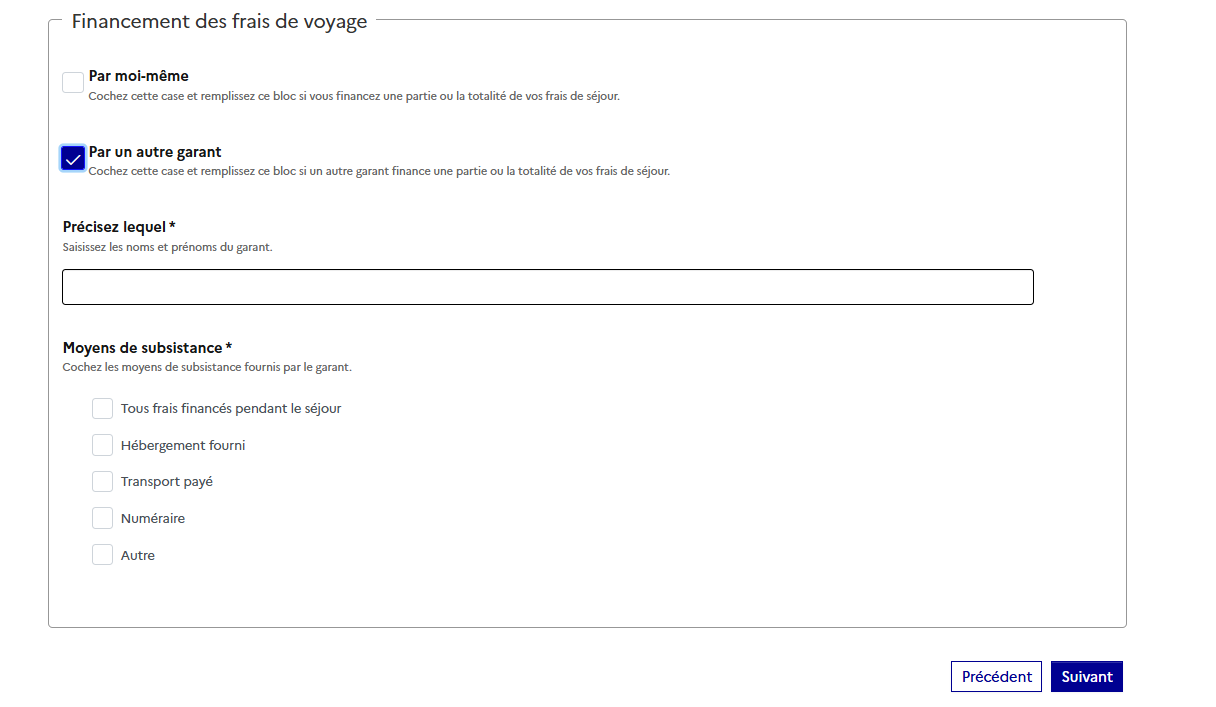 Financement des frais de voyage
Par moi-même
Cochez cette case et remplissez ce bloc si vous financez une partie ou la totalité de vos frais de séjour.
Par un autre garant
Cochez cette case et remplissez ce bloc si un autre garant finance une partie ou la totalité de vos frais de séjour.
Précisez lequel *
Saisissez les noms et prénoms du garant.
Moyens de subsistance *
Cochez les moyens de subsistance fournis par le garant.
Tous frais financés pendant le séjour
Hébergement fourni
Transport payé
Numéraire
Autre
Précédent Suivant